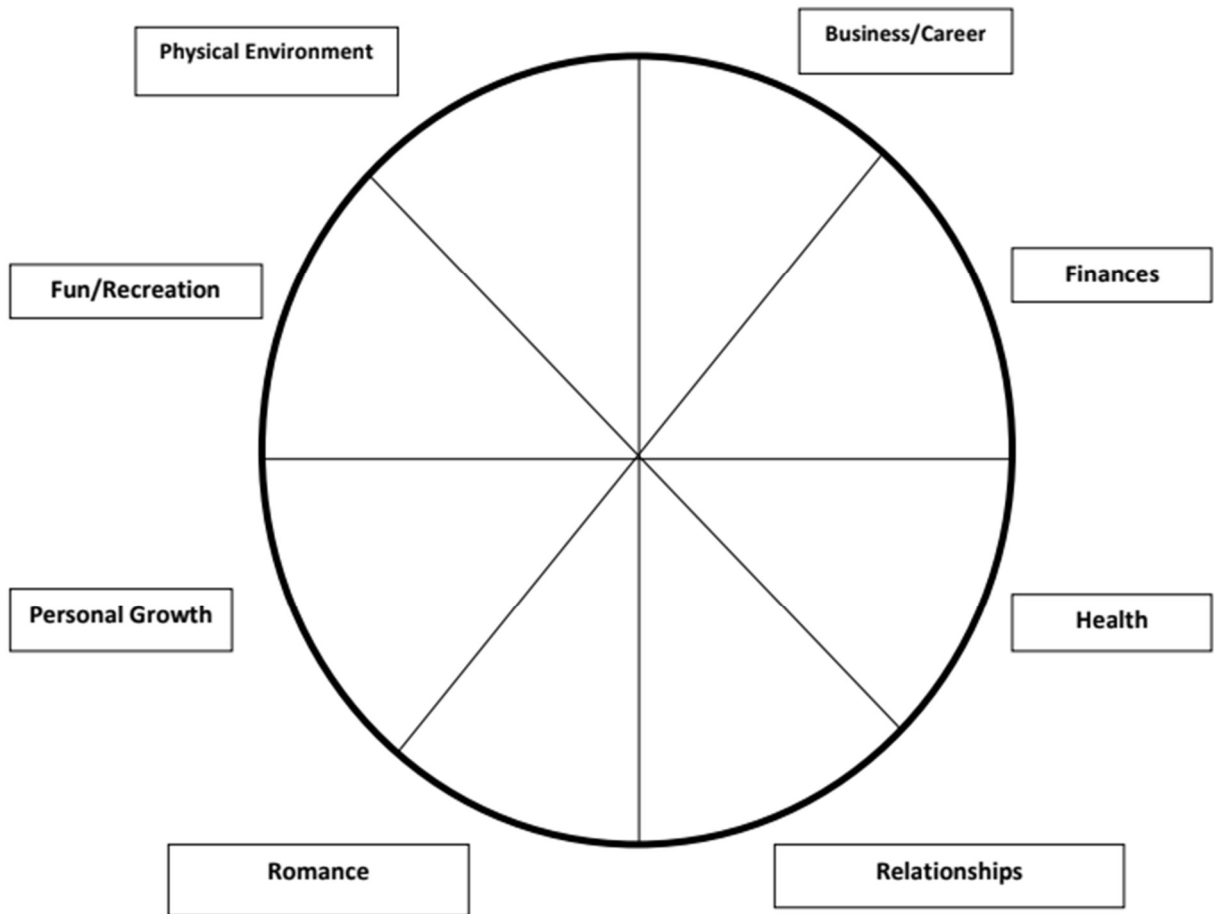 Physical Environment
Business/Career
Fun/Recreation
Finances
Personal Growth
Health
Romance
Relationships